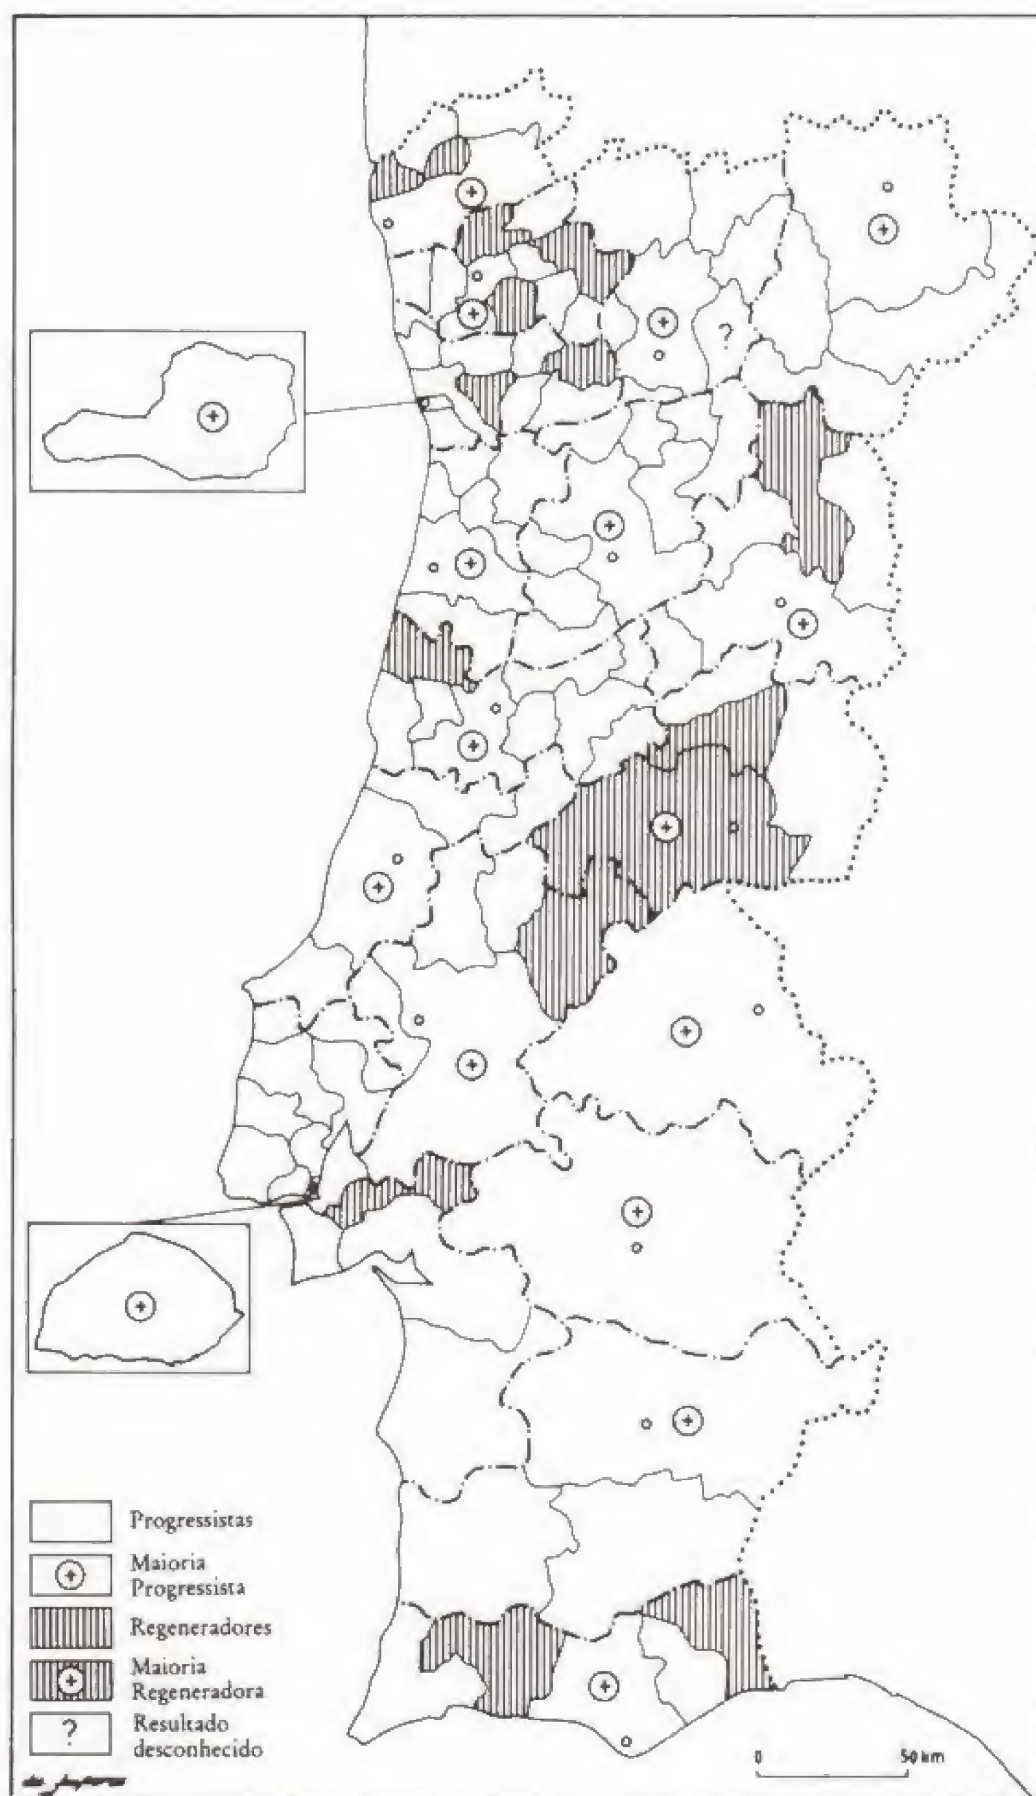 ?
Progressistas
Maioria
Progressista
Regeneradores
Maioria
Regeneradora
?
Resultado
desconhecido
0 50 km